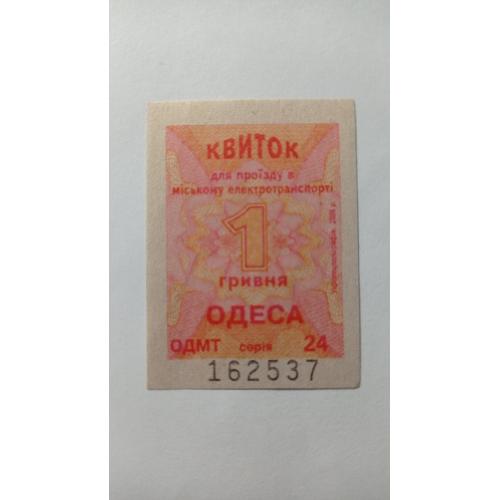 КВИТОК
для проїзду в
міському електротранспорті
1
гривня
ОДЕСА
ОДМТ серія 24
162537